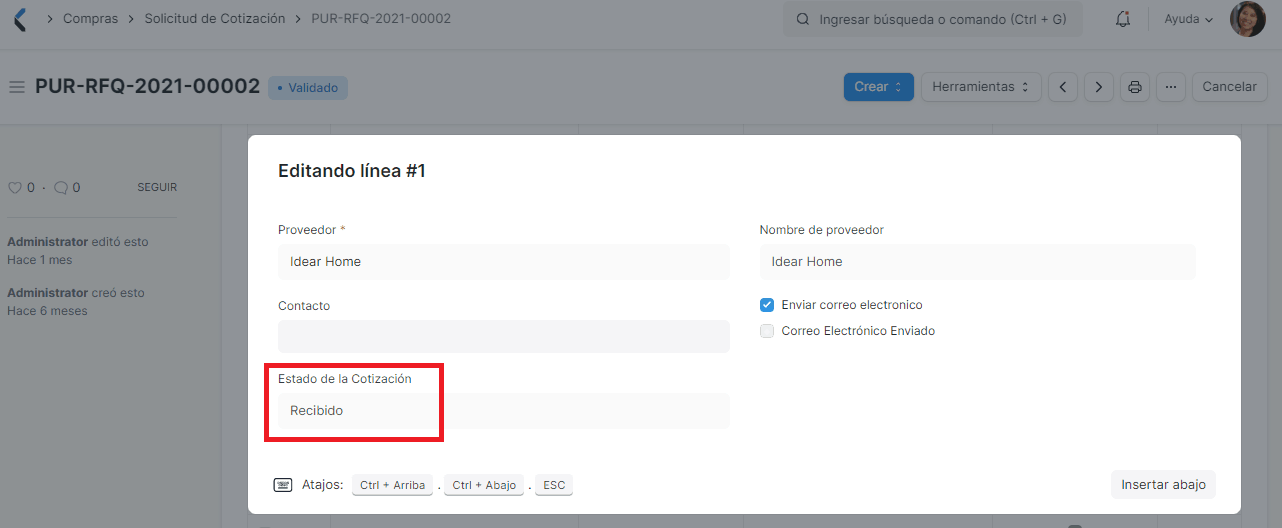 Compras
Solicitud de Cotización
PUR-RFQ-2021-00002
Ingresar búsqueda o comando (Ctrl + G)
Ayuda
PUR-RFQ-2021-00002
Validado
Crear
Herramientas
Cancelar
0 · 0
SEGUIR
Administrator editó esto
Hace 1 mes
Administrator creó esto
Hace 6 meses
Editando línea #1
Proveedor *
Idear Home
Nombre de proveedor
Idear Home
Contacto
Enviar correo electronico
Correo Electrónico Enviado
Estado de la Cotización
Recibido
Atajos: Ctrl + Arriba . Ctrl + Abajo . ESC
Insertar abajo